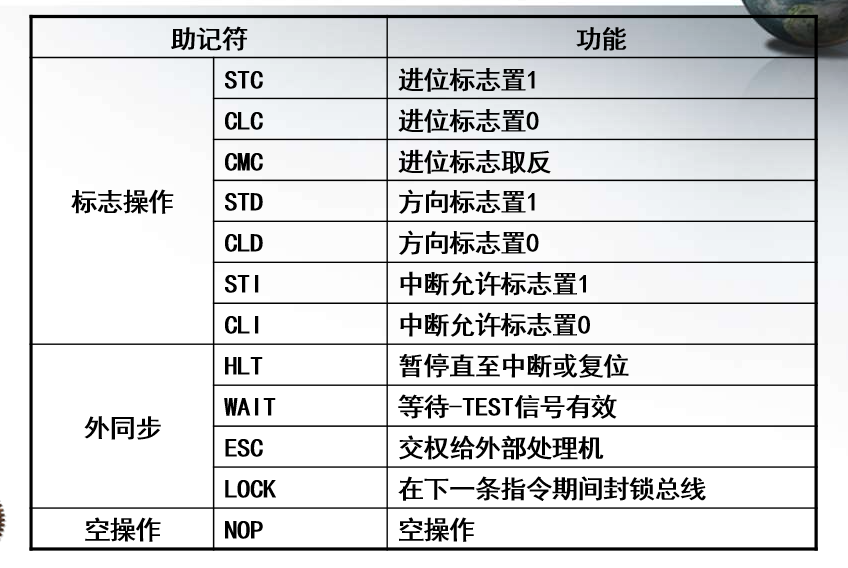 助记符 功能
标志操作
STC 进位标志置1
CLC 进位标志置0
CMC 进位标志取反
STD 方向标志置1
CLD 方向标志置0
STI 中断允许标志置1
CLI 中断允许标志置0
外同步
HLT 暂停直至中断或复位
WAIT 等待-TEST信号有效
ESC 交权给外部处理机
LOCK 在下一条指令期间封锁总线
空操作 NOP 空操作